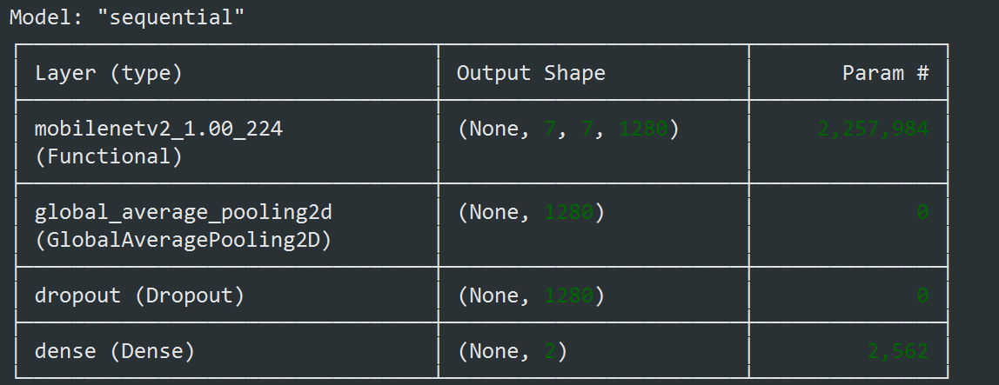 Model: "sequential"
Layer (type) Output Shape Param #
mobilenetv2_1.00_224 (None, 7, 7, 1280) 2,257,984
(Functional)
global_average_pooling2d (None, 1280) 0
(GlobalAveragePooling2D)
dropout (Dropout) (None, 1280) 0
dense (Dense) (None, 2) 2,562